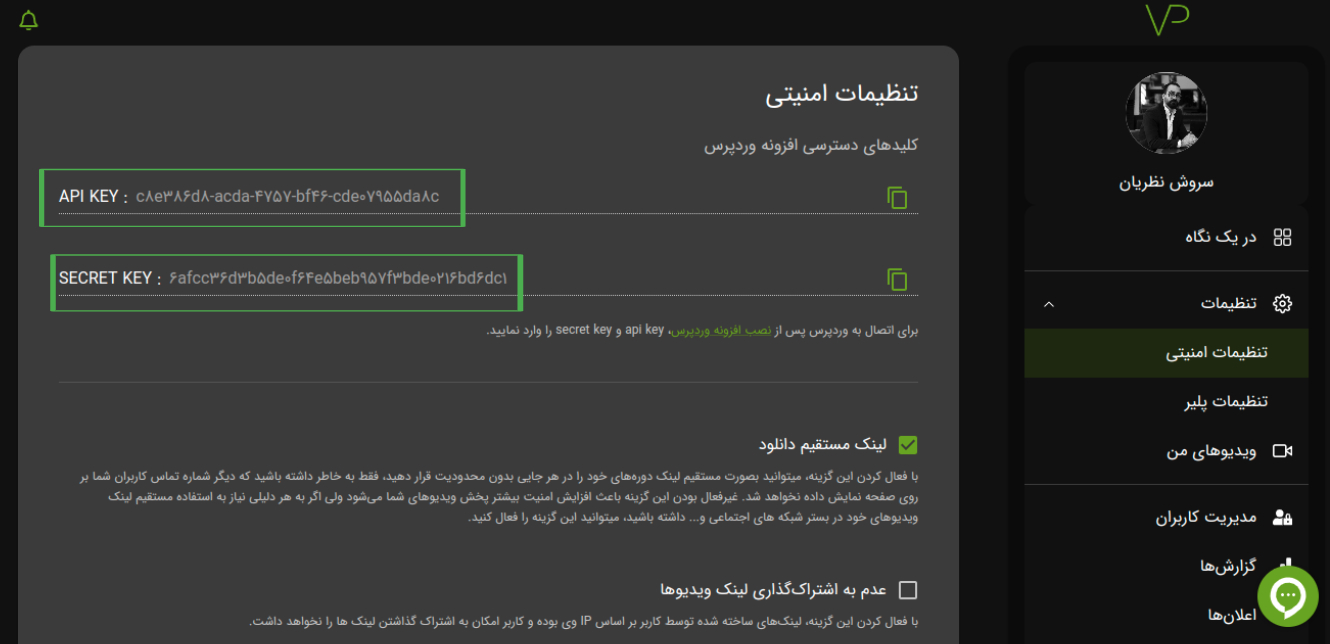 VP
تنظیمات امنیتی
کلیدهای دسترسی افزونه وردپرس
API KEY : c۸e۳۸۶d۸-acda-۴۷۵۷-bf۴۶-cde۰۷۹۵۵da۸c
SECRET KEY : ۶afcc۳۶d۳b۵de۰f۶۴e۵beb۹۵۷f۳bde۰۲۱۶bd۶dc۱
برای اتصال به وردپرس پس از نصب افزونه وردپرس، api key و secret key را وارد نمایید.
لینک مستقیم دانلود
با فعال کردن این گزینه، میتوانید بصورت مستقیم لینک دوره‌های خود را در هر جایی بدون محدودیت قرار دهید، فقط به خاطر داشته باشید که دیگر شماره تماس کاربران شما بر
روی صفحه نمایش داده نخواهد شد. غیرفعال بودن این گزینه باعث افزایش امنیت بیشتر پخش ویدیوهای شما می‌شود ولی اگر به هر دلیلی نیاز به استفاده مستقیم لینک
ویدیوهای خود در بستر شبکه های اجتماعی و... داشته باشید، میتوانید این گزینه را فعال کنید.
عدم به اشتراک‌گذاری لینک ویدیوها
با فعال کردن این گزینه، لینک‌های ساخته شده توسط کاربر بر اساس IP وی بوده و کاربر امکان به اشتراک گذاشتن لینک ها را نخواهد داشت.
سروش نظریان
در یک نگاه
تنظیمات
تنظیمات امنیتی
تنظیمات پلیر
ویدیوهای من
مدیریت کاربران
گزارش‌ها
اعلان‌ها